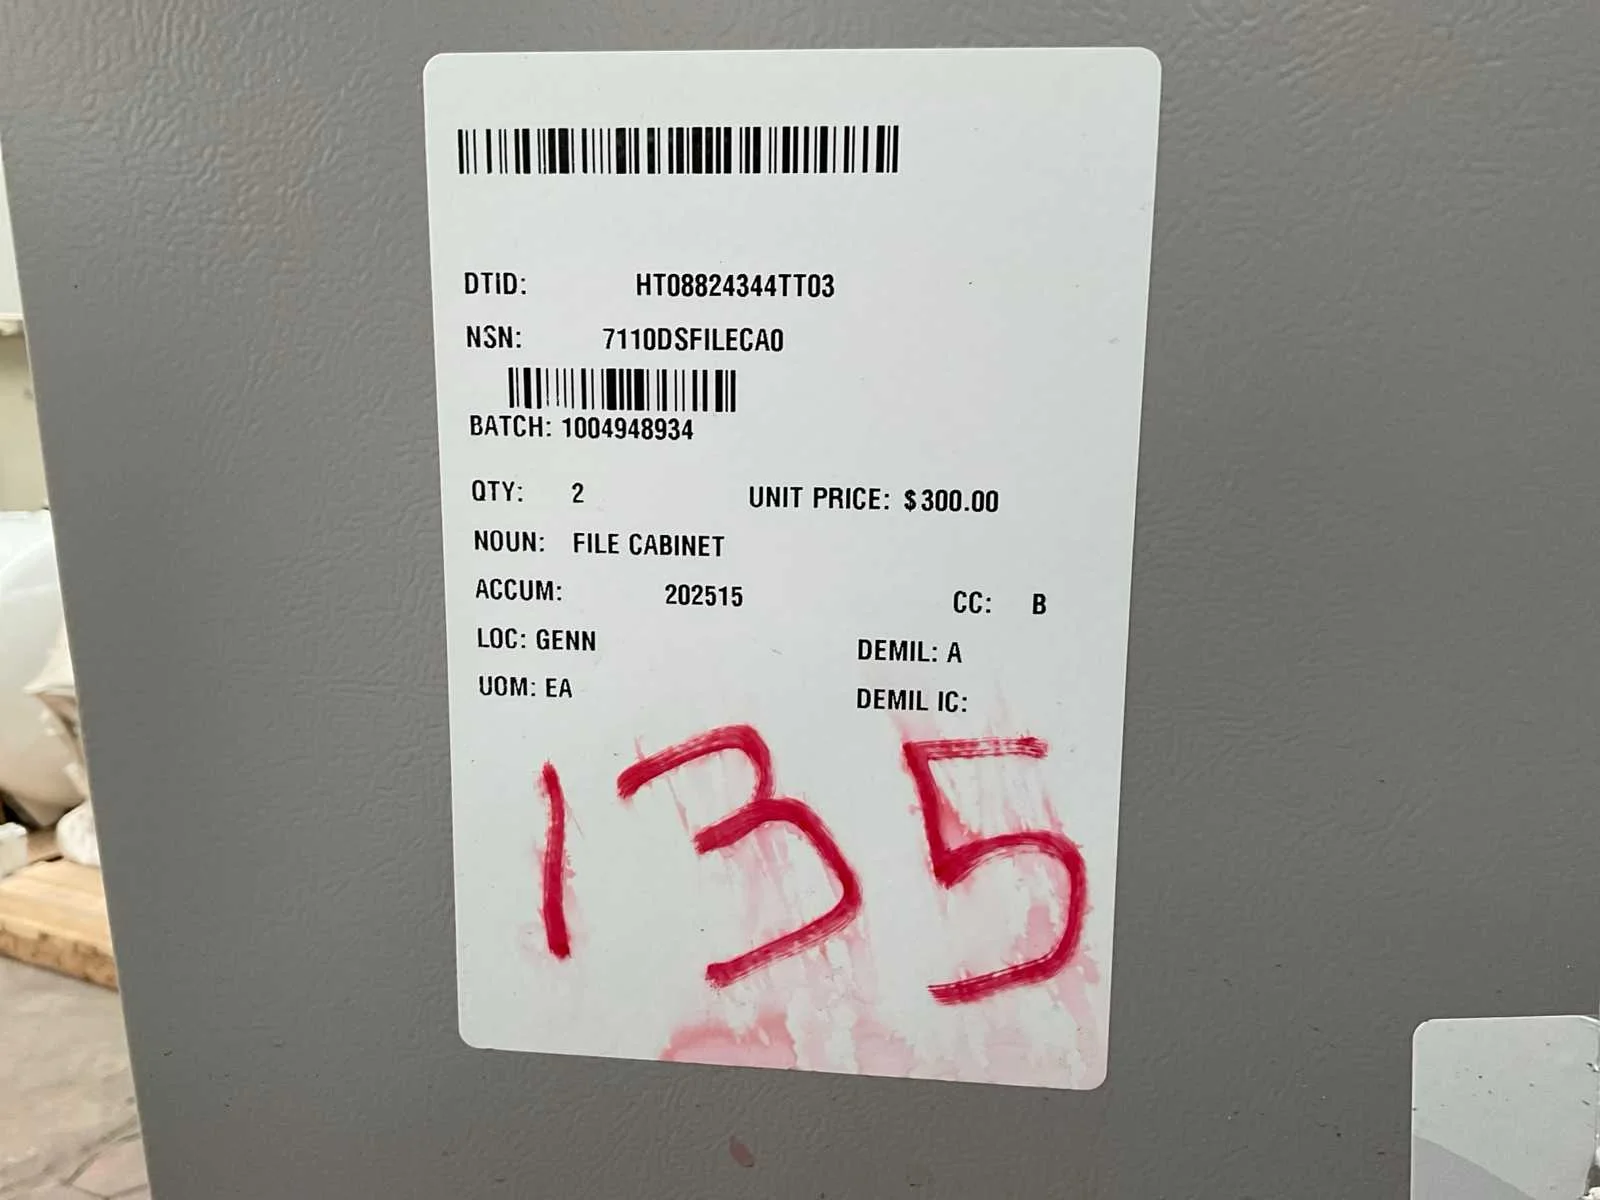 DTID: HT08824344TT03
NSN: 7110DSFILECA0
BATCH: 1004948934
QTY: 2 UNIT PRICE: $300.00
NOUN: FILE CABINET
ACCUM: 202515 CC: B
LOC: GENN DEMIL: A
UOM: EA DEMIL IC:
135